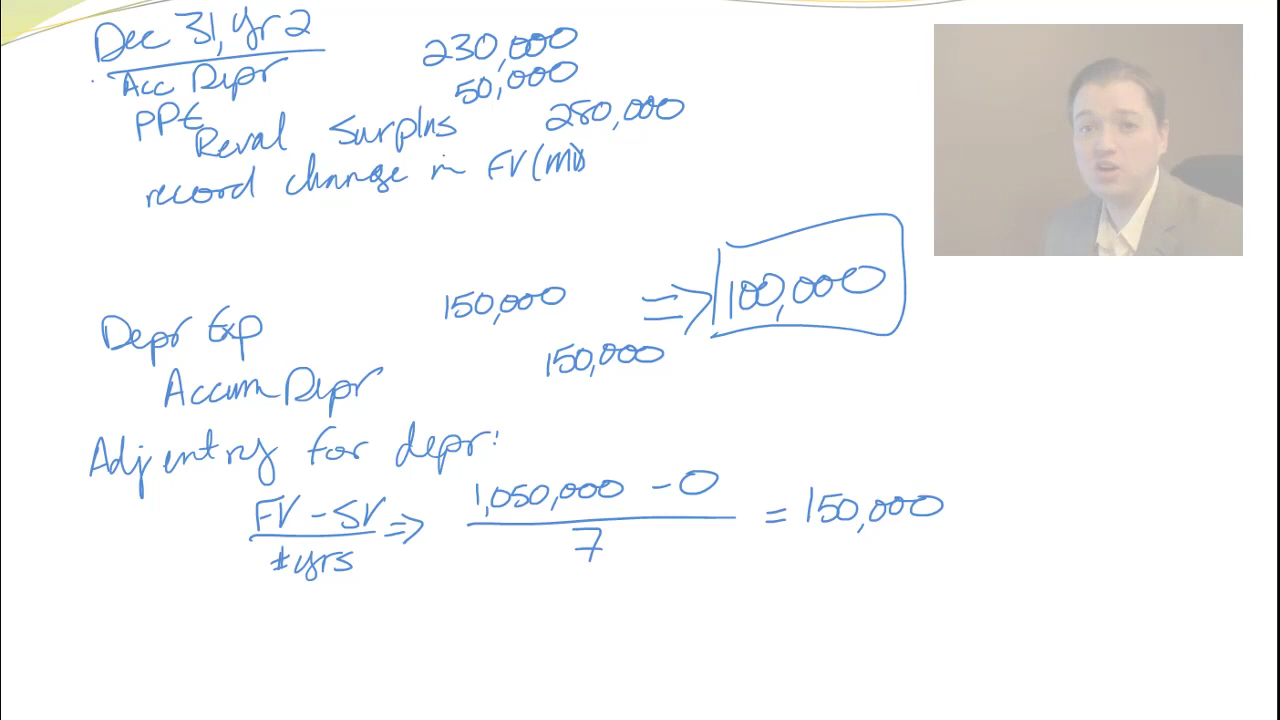 Dec 31, Yr 2
Acc Depr 230,000
PPE 50,000
Reval Surplus 280,000
record change in FV (
Depr Exp 150,000 => 100,000
Accum Depr 150,000
Adj entry for depr:
FV - SV => 1,050,000 - 0 = 150,000
# yrs 7